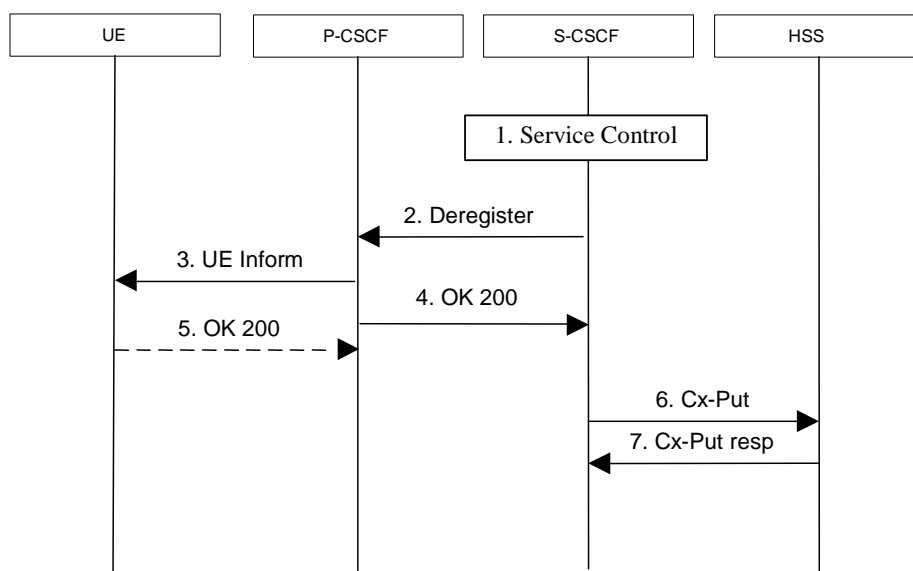 UE
P-CSCF
S-CSCF
HSS
1. Service Control
2. Deregister
3. UE Inform
4. OK 200
5. OK 200
6. Cx-Put
7. Cx-Put resp